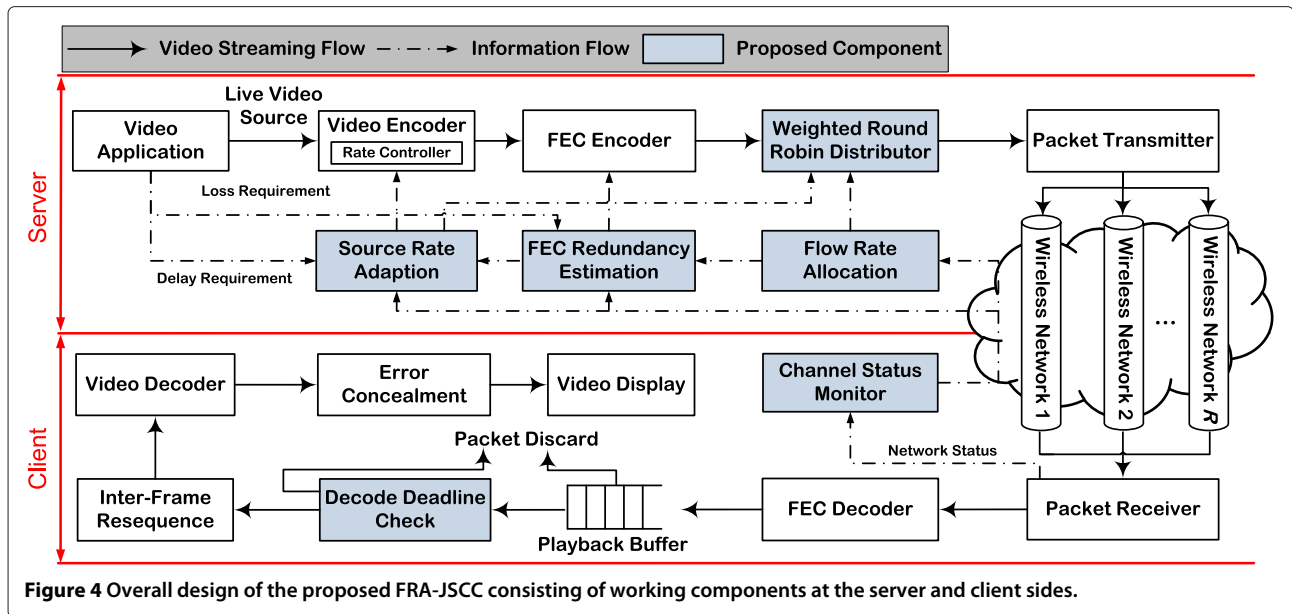 Video Streaming Flow
Information Flow
Proposed Component
Server
Live Video
Source
Video
Application
Video Encoder
Rate Controller
FEC Encoder
Weighted Round
Robin Distributor
Packet Transmitter
Loss Requirement
Delay Requirement
Source Rate
Adaption
FEC Redundancy
Estimation
Flow Rate
Allocation
Wireless Network 1
Wireless Network 2
...
Wireless Network R
Client
Video Decoder
Error
Concealment
Video Display
Channel Status
Monitor
Packet Discard
Network Status
Inter-Frame
Resequence
Decode Deadline
Check
Playback Buffer
FEC Decoder
Packet Receiver
Figure 4 Overall design of the proposed FRA-JSCC consisting of working components at the server and client sides.